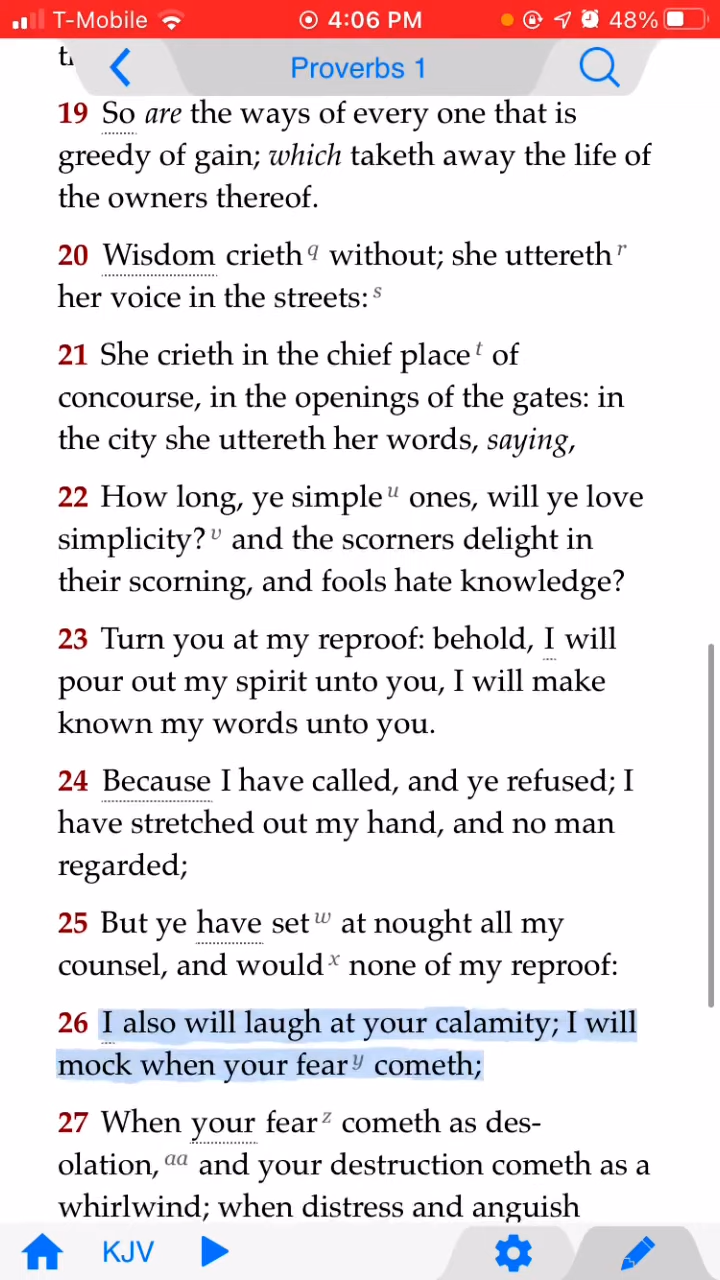 T-Mobile 4:06 PM 48%
Proverbs 1
19 So are the ways of every one that is
greedy of gain; which taketh away the life of
the owners thereof.
20 Wisdom crieth q without; she uttereth r
her voice in the streets: s
21 She crieth in the chief place t of
concourse, in the openings of the gates: in
the city she uttereth her words, saying,
22 How long, ye simple u ones, will ye love
simplicity? v and the scorners delight in
their scorning, and fools hate knowledge?
23 Turn you at my reproof: behold, I will
pour out my spirit unto you, I will make
known my words unto you.
24 Because I have called, and ye refused; I
have stretched out my hand, and no man
regarded;
25 But ye have set w at nought all my
counsel, and would x none of my reproof:
26 I also will laugh at your calamity; I will
mock when your fear y cometh;
27 When your fear z cometh as des-
olation, aa and your destruction cometh as a
whirlwind; when distress and anguish
KJV